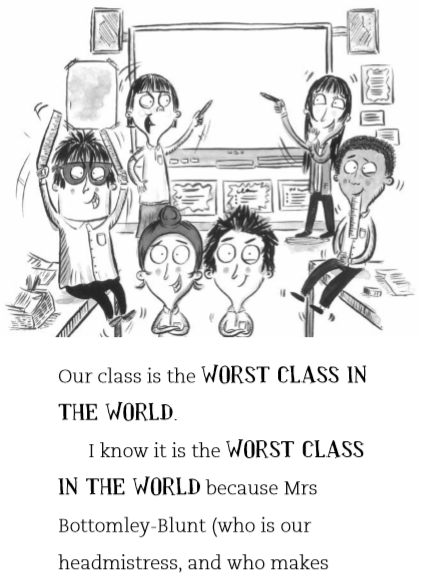 Our class is the WORST CLASS IN
THE WORLD.
I know it is the WORST CLASS
IN THE WORLD because Mrs
Bottomley-Blunt (who is our
headmistress, and who makes